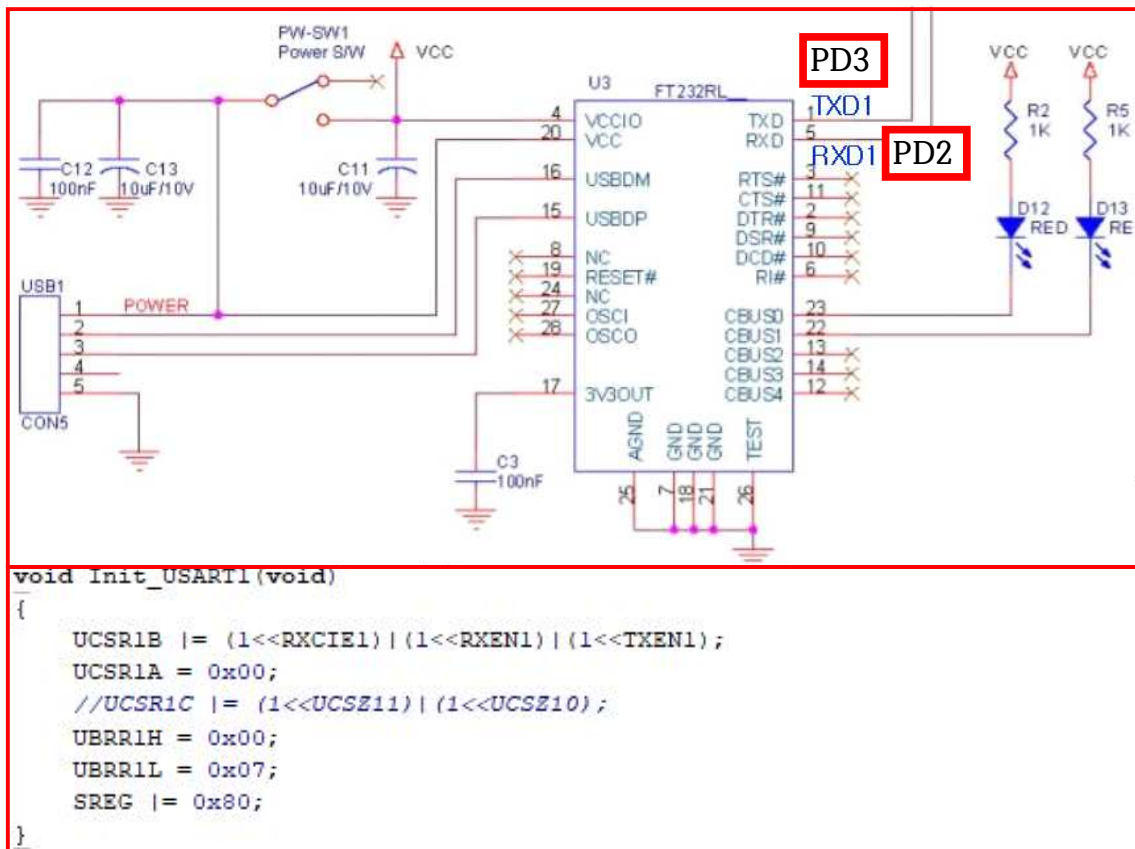 PW-SW1
Power S/W
VCC
PD3
TXD1
RXD1
PD2
U3
FT232RL
4
20
16
15
8
19
24
27
28
17
VCCIO
VCC
USBDM
USBDP
NC
RESET#
NC
OSCI
OSCO
3V3OUT
TXD
RXD
RTS#
CTS#
DTR#
DSR#
DCD#
RI#
CBUS0
CBUS1
CBUS2
CBUS3
CBUS4
1
5
3
11
2
9
10
6
23
22
13
14
12
AGND
GND
GND
GND
TEST
25
7
18
21
26
C12
100nF
C13
10uF/10V
C11
10uF/10V
USB1
1
2
3
4
5
POWER
CON5
C3
100nF
VCC
VCC
R2
1K
R5
1K
D12
RED
D13
RE
void Init_USART1(void)
{
UCSR1B |= (1<<RXCIE1)|(1<<RXEN1)|(1<<TXEN1);
UCSR1A = 0x00;
//UCSR1C |= (1<<UCSZ11)|(1<<UCSZ10);
UBRR1H = 0x00;
UBRR1L = 0x07;
SREG |= 0x80;
}